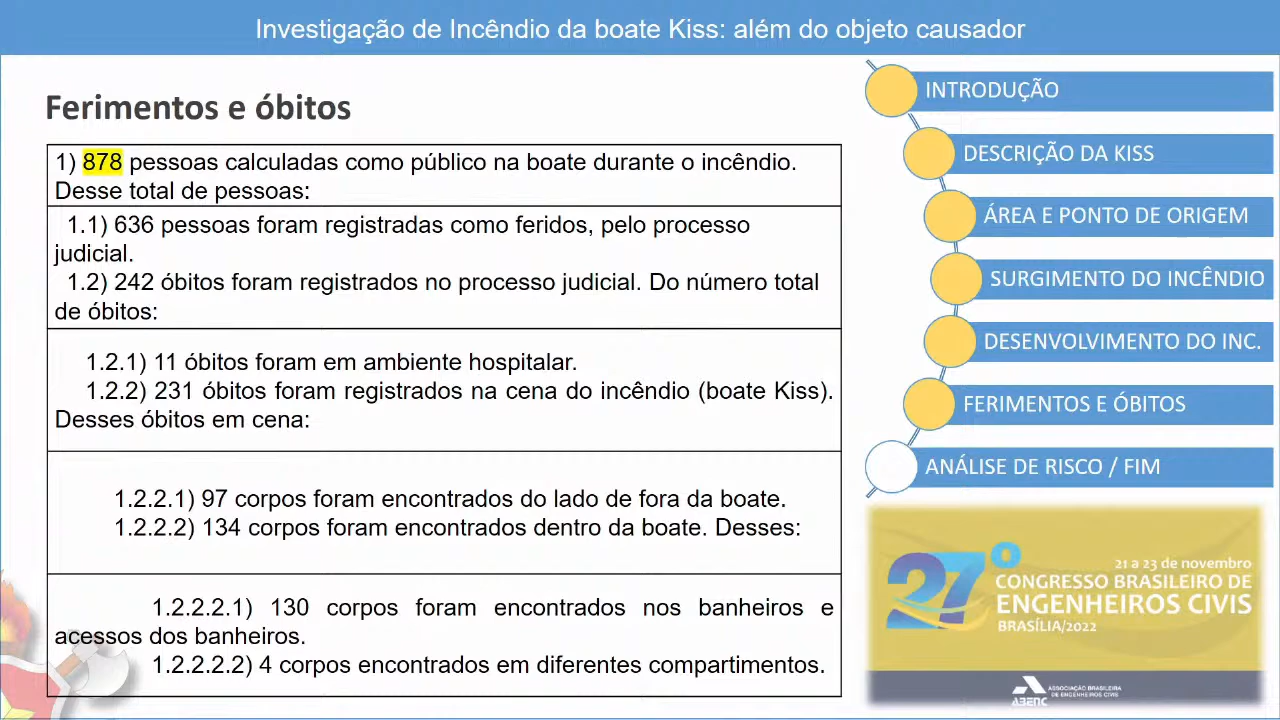 Investigação de Incêndio da boate Kiss: além do objeto causador
Ferimentos e óbitos
1) 878 pessoas calculadas como público na boate durante o incêndio.
Desse total de pessoas:
1.1) 636 pessoas foram registradas como feridos, pelo processo
judicial.
1.2) 242 óbitos foram registrados no processo judicial. Do número total
de óbitos:
1.2.1) 11 óbitos foram em ambiente hospitalar.
1.2.2) 231 óbitos foram registrados na cena do incêndio (boate Kiss).
Desses óbitos em cena:
1.2.2.1) 97 corpos foram encontrados do lado de fora da boate.
1.2.2.2) 134 corpos foram encontrados dentro da boate. Desses:
1.2.2.2.1) 130 corpos foram encontrados nos banheiros e
acessos dos banheiros.
1.2.2.2.2) 4 corpos encontrados em diferentes compartimentos.
INTRODUÇÃO
DESCRIÇÃO DA KISS
ÁREA E PONTO DE ORIGEM
SURGIMENTO DO INCÊNDIO
DESENVOLVIMENTO DO INC.
FERIMENTOS E ÓBITOS
ANÁLISE DE RISCO / FIM
27º
21 a 23 de novembro
CONGRESSO BRASILEIRO DE
ENGENHEIROS CIVIS
BRASÍLIA/2022
ABENC
ASSOCIAÇÃO BRASILEIRA
DE ENGENHEIROS CIVIS